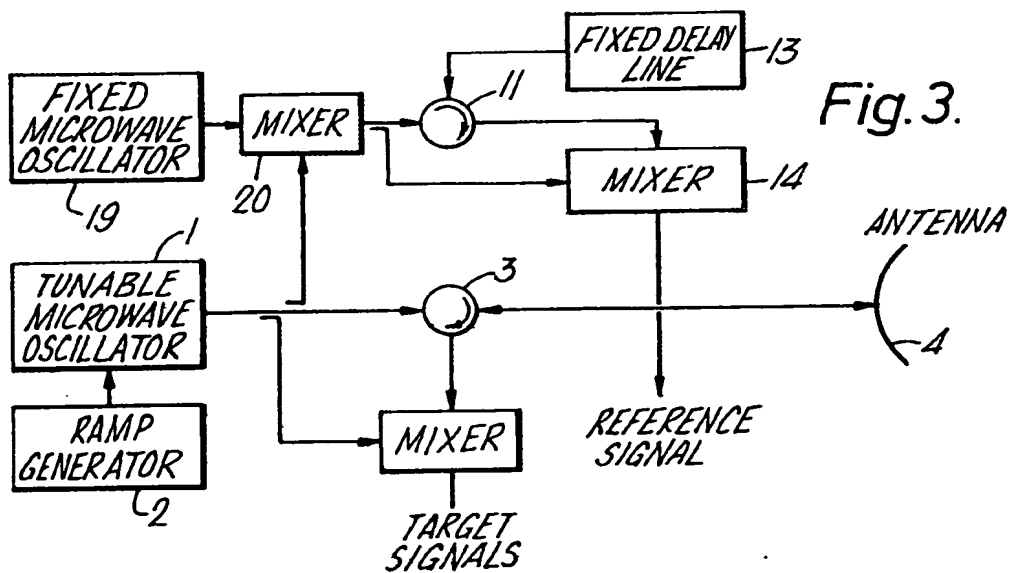 FIXED DELAY
LINE
13
Fig.3.
11
FIXED
MICROWAVE
OSCILLATOR
19
MIXER
20
MIXER
14
ANTENNA
4
1
TUNABLE
MICROWAVE
OSCILLATOR
3
RAMP
GENERATOR
2
MIXER
REFERENCE
SIGNAL
TARGET
SIGNALS